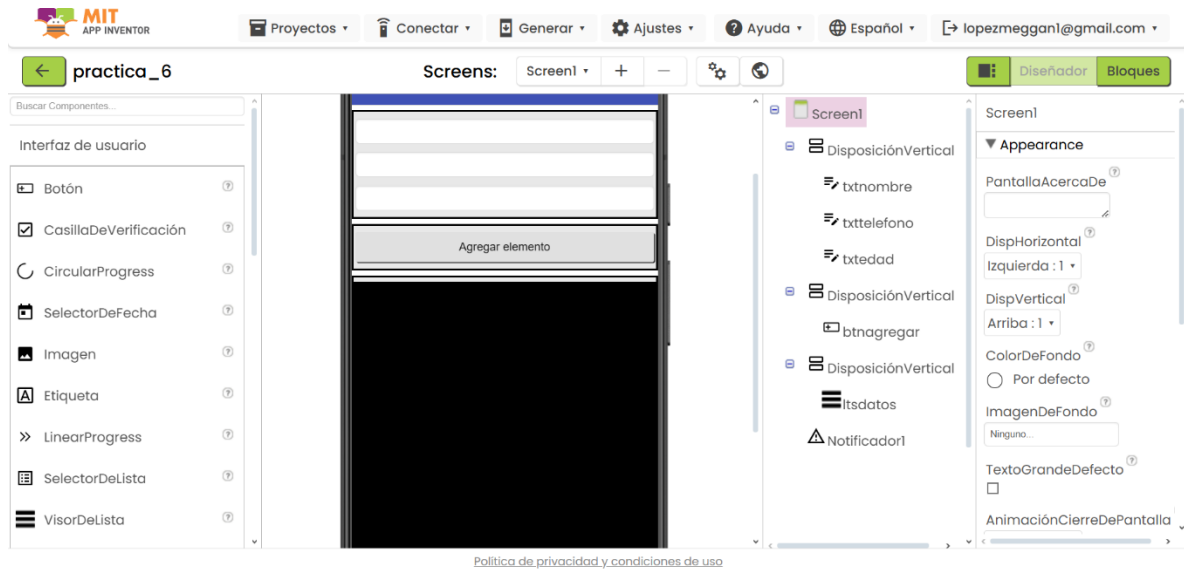 MIT
APP INVENTOR
Proyectos
Conectar
Generar
Ajustes
Ayuda
Español
lopezmeggan1@gmail.com
practica_6
Screens:
Screen1
Diseñador
Bloques
Buscar Componentes...
Interfaz de usuario
Botón
CasillaDeVerificación
CircularProgress
SelectorDeFecha
Imagen
Etiqueta
LinearProgress
SelectorDeLista
VisorDeLista
Agregar elemento
Screen1
DisposiciónVertical
txtnombre
txttelefono
txtedad
DisposiciónVertical
btnagregar
DisposiciónVertical
ltsdatos
Notificador1
Screen1
Appearance
PantallaAcercaDe
DispHorizontal
Izquierda : 1
DispVertical
Arriba : 1
ColorDeFondo
Por defecto
ImagenDeFondo
Ninguno...
TextoGrandeDefecto
AnimaciónCierreDePantalla
Política de privacidad y condiciones de uso